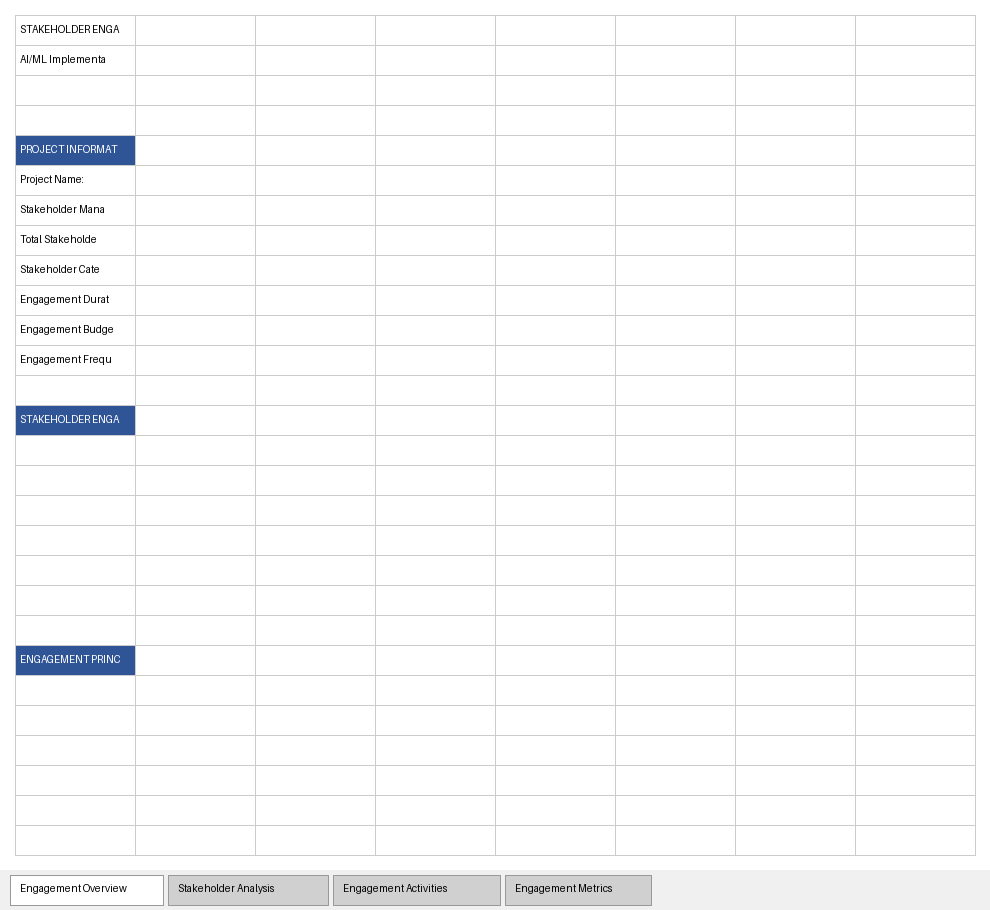 STAKEHOLDER ENGA
AI/ML Implementa
PROJECT INFORMAT
Project Name:
Stakeholder Mana
Total Stakeholde
Stakeholder Cate
Engagement Durat
Engagement Budge
Engagement Frequ
STAKEHOLDER ENGA
ENGAGEMENT PRINC
Engagement Overview
Stakeholder Analysis
Engagement Activities
Engagement Metrics